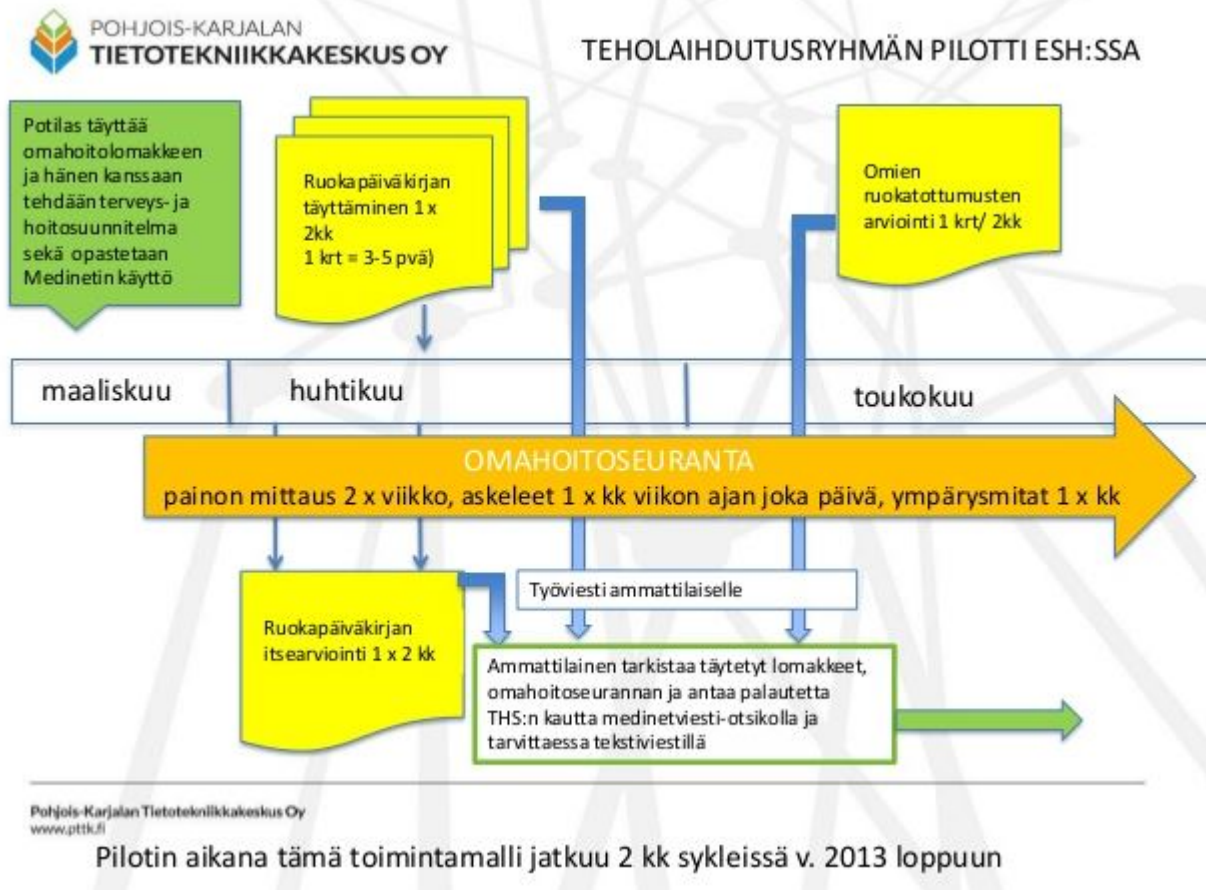 POHJOIS-KARJALAN
TIETOTEKNIIKKAKESKUS OY
TEHOLAIHDUTUSRYHMÄN PILOTTI ESH:SSA
Potilas täyttää
omahoitolomakkeen
ja hänen kanssaan
tehdään terveys- ja
hoitosuunnitelma
sekä opastetaan
Medinetin käyttö
Ruokapäiväkirjan
täyttäminen 1 x
2kk
1 krt = 3-5 pvä)
Omien
ruokatottumusten
arviointi 1 krt/ 2kk
maaliskuu
huhtikuu
toukokuu
OMAHOITOSEURANTA
painon mittaus 2 x viikko, askeleet 1 x kk viikon ajan joka päivä, ympärysmitat 1 x kk
Ruokapäiväkirjan
itsearviointi 1 x 2 kk
Työviesti ammattilaiselle
Ammattilainen tarkistaa täytetyt lomakkeet,
omahoitoseurannan ja antaa palautetta
THS:n kautta medinetviesti-otsikolla ja
tarvittaessa tekstiviestillä
Pohjois-Karjalan Tietotekniikkakeskus Oy
www.pttk.fi
Pilotin aikana tämä toimintamalli jatkuu 2 kk sykleissä v. 2013 loppuun